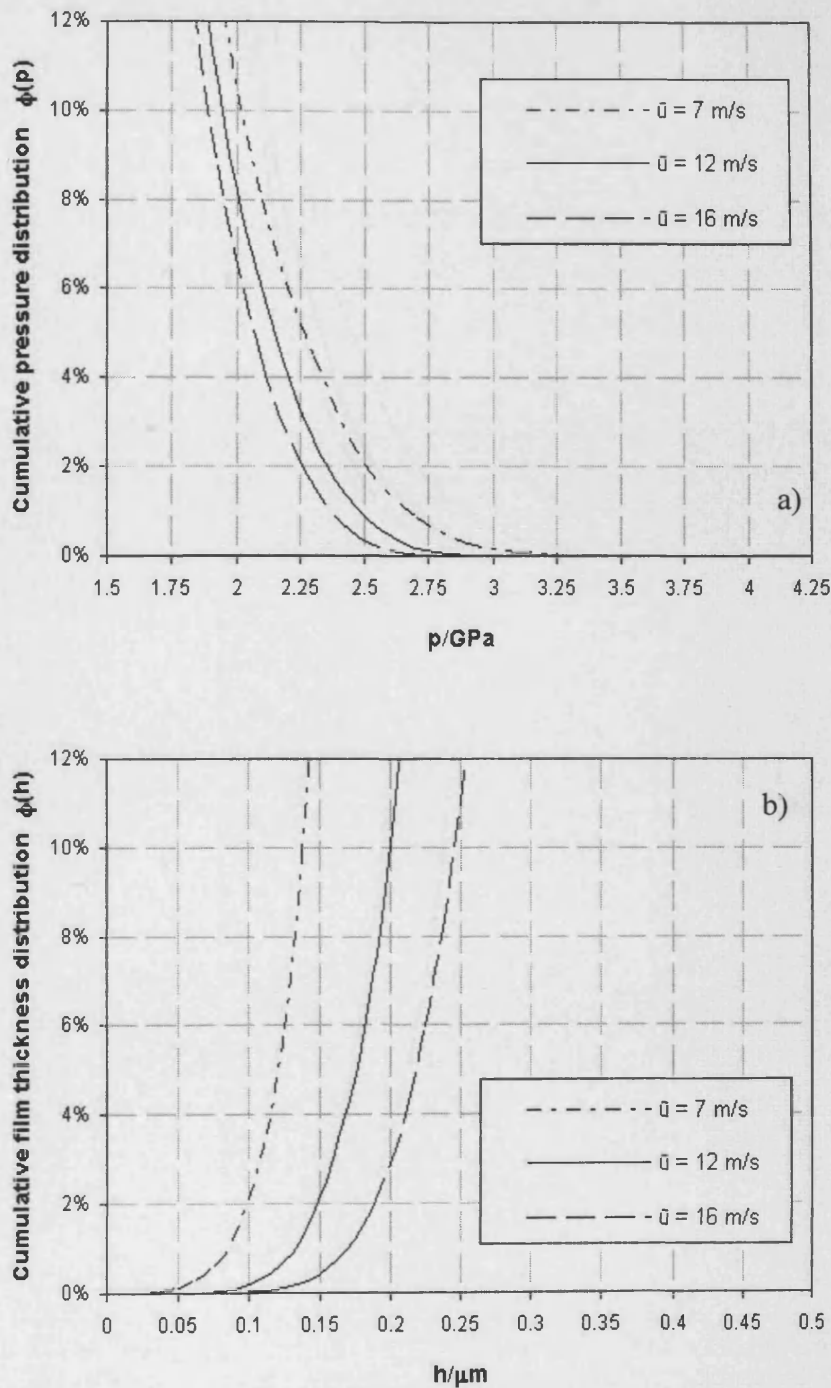 Cumulative pressure distribution ϕ(p)
12%
10%
8%
6%
4%
2%
0%
ū = 7 m/s
ū = 12 m/s
ū = 16 m/s
a)
1.5 1.75 2 2.25 2.5 2.75 3 3.25 3.5 3.75 4 4.25
p/GPa
Cumulative film thickness distribution ϕ(h)
12%
10%
8%
6%
4%
2%
0%
b)
ū = 7 m/s
ū = 12 m/s
ū = 16 m/s
0 0.05 0.1 0.15 0.2 0.25 0.3 0.35 0.4 0.45 0.5
h/μm